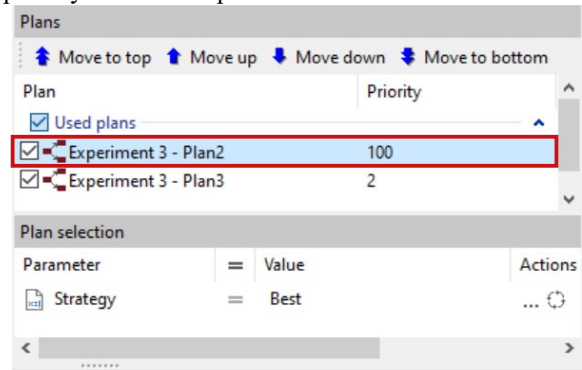 Plans
Move to top Move up Move down Move to bottom
Plan Priority
Used plans
Experiment 3 - Plan2 100
Experiment 3 - Plan3 2
Plan selection
Parameter = Value Actions
Strategy = Best ...